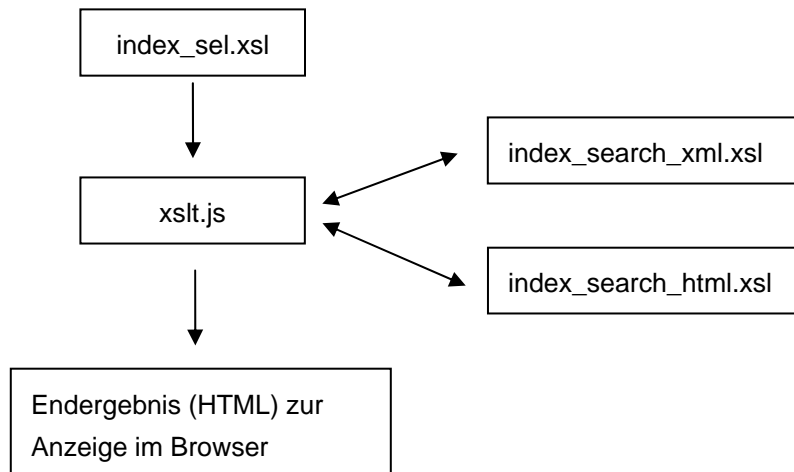 index_sel.xsl
index_search_xml.xsl
xslt.js
index_search_html.xsl
Endergebnis (HTML) zur
Anzeige im Browser